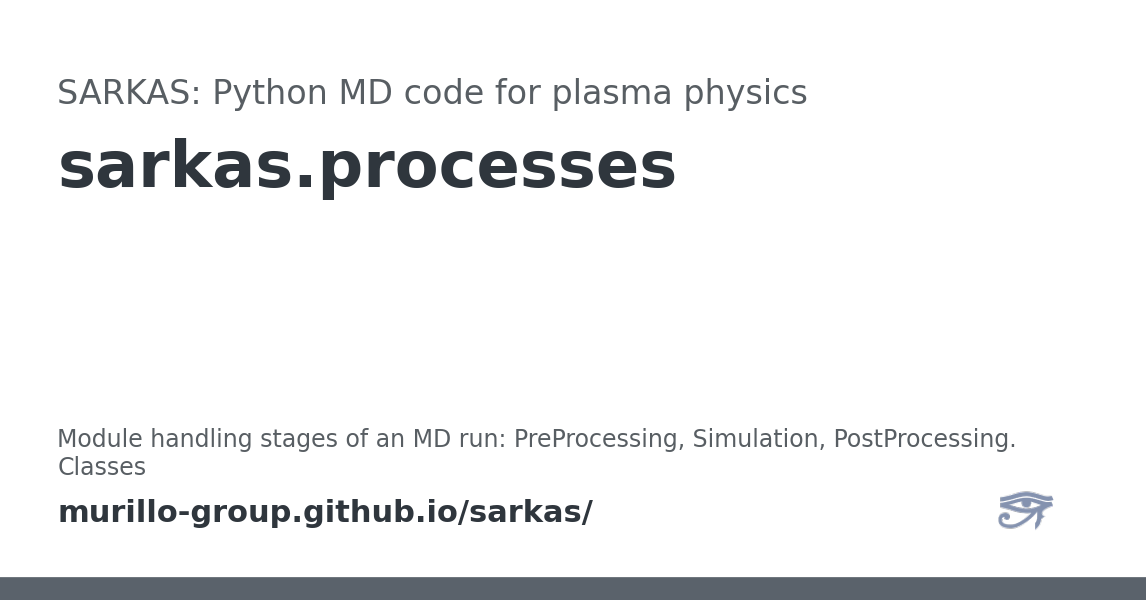 SARKAS: Python MD code for plasma physics
sarkas.processes
Module handling stages of an MD run: PreProcessing, Simulation, PostProcessing.
Classes
murillo-group.github.io/sarkas/